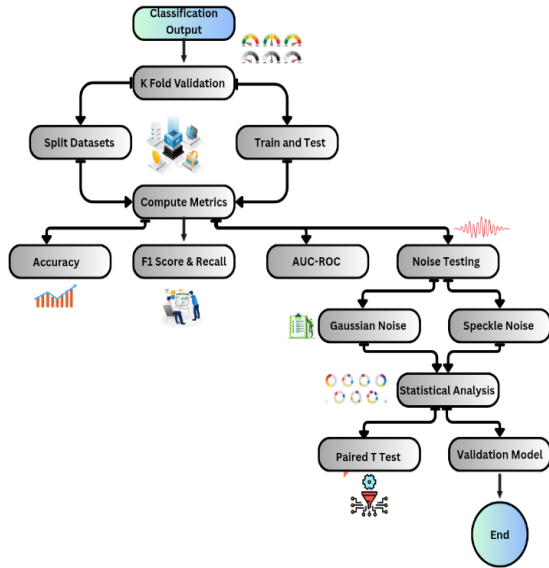 Classification
Output
K Fold Validation
Split Datasets
Train and Test
Compute Metrics
Accuracy
F1 Score & Recall
AUC-ROC
Noise Testing
Gaussian Noise
Speckle Noise
Statistical Analysis
Paired T Test
Validation Model
End